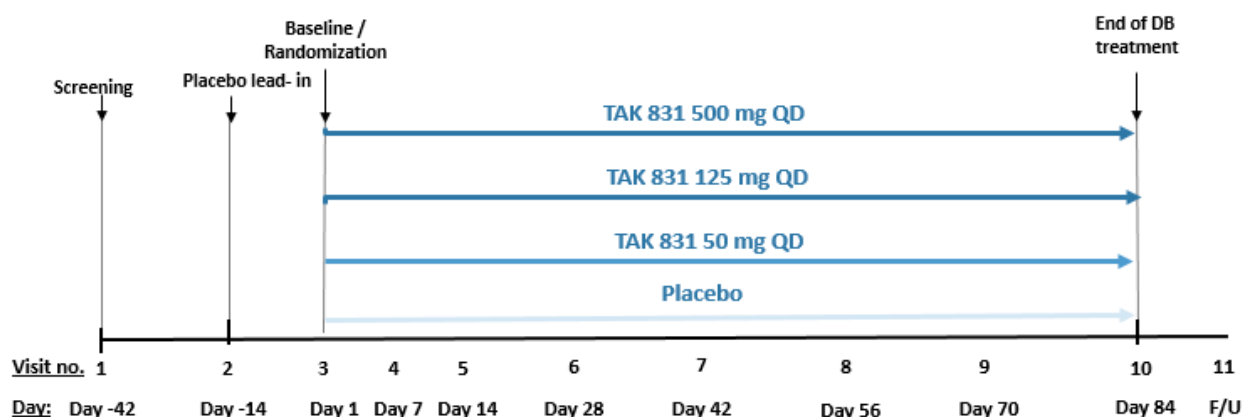 Baseline /
Randomization
End of DB
treatment
Screening
Placebo lead- in
TAK 831 500 mg QD
TAK 831 125 mg QD
TAK 831 50 mg QD
Placebo
Visit no. 1 2 3 4 5 6 7 8 9 10 11
Day: Day -42 Day -14 Day 1 Day 7 Day 14 Day 28 Day 42 Day 56 Day 70 Day 84 F/U